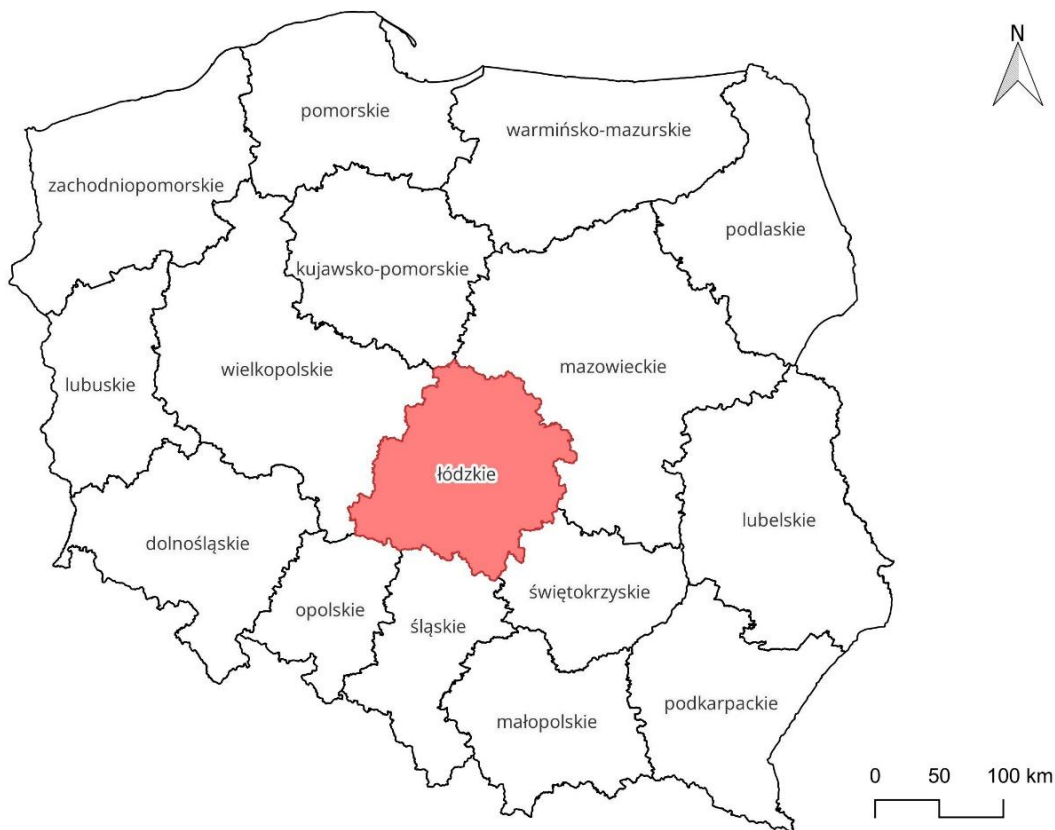 N
pomorskie
warmińsko-mazurskie
zachodniopomorskie
podlaskie
kujawsko-pomorskie
lubuskie
wielkopolskie
mazowieckie
łódzkie
dolnośląskie
lubelskie
opolskie
śląskie
świętokrzyskie
małopolskie
podkarpackie
0 50 100 km